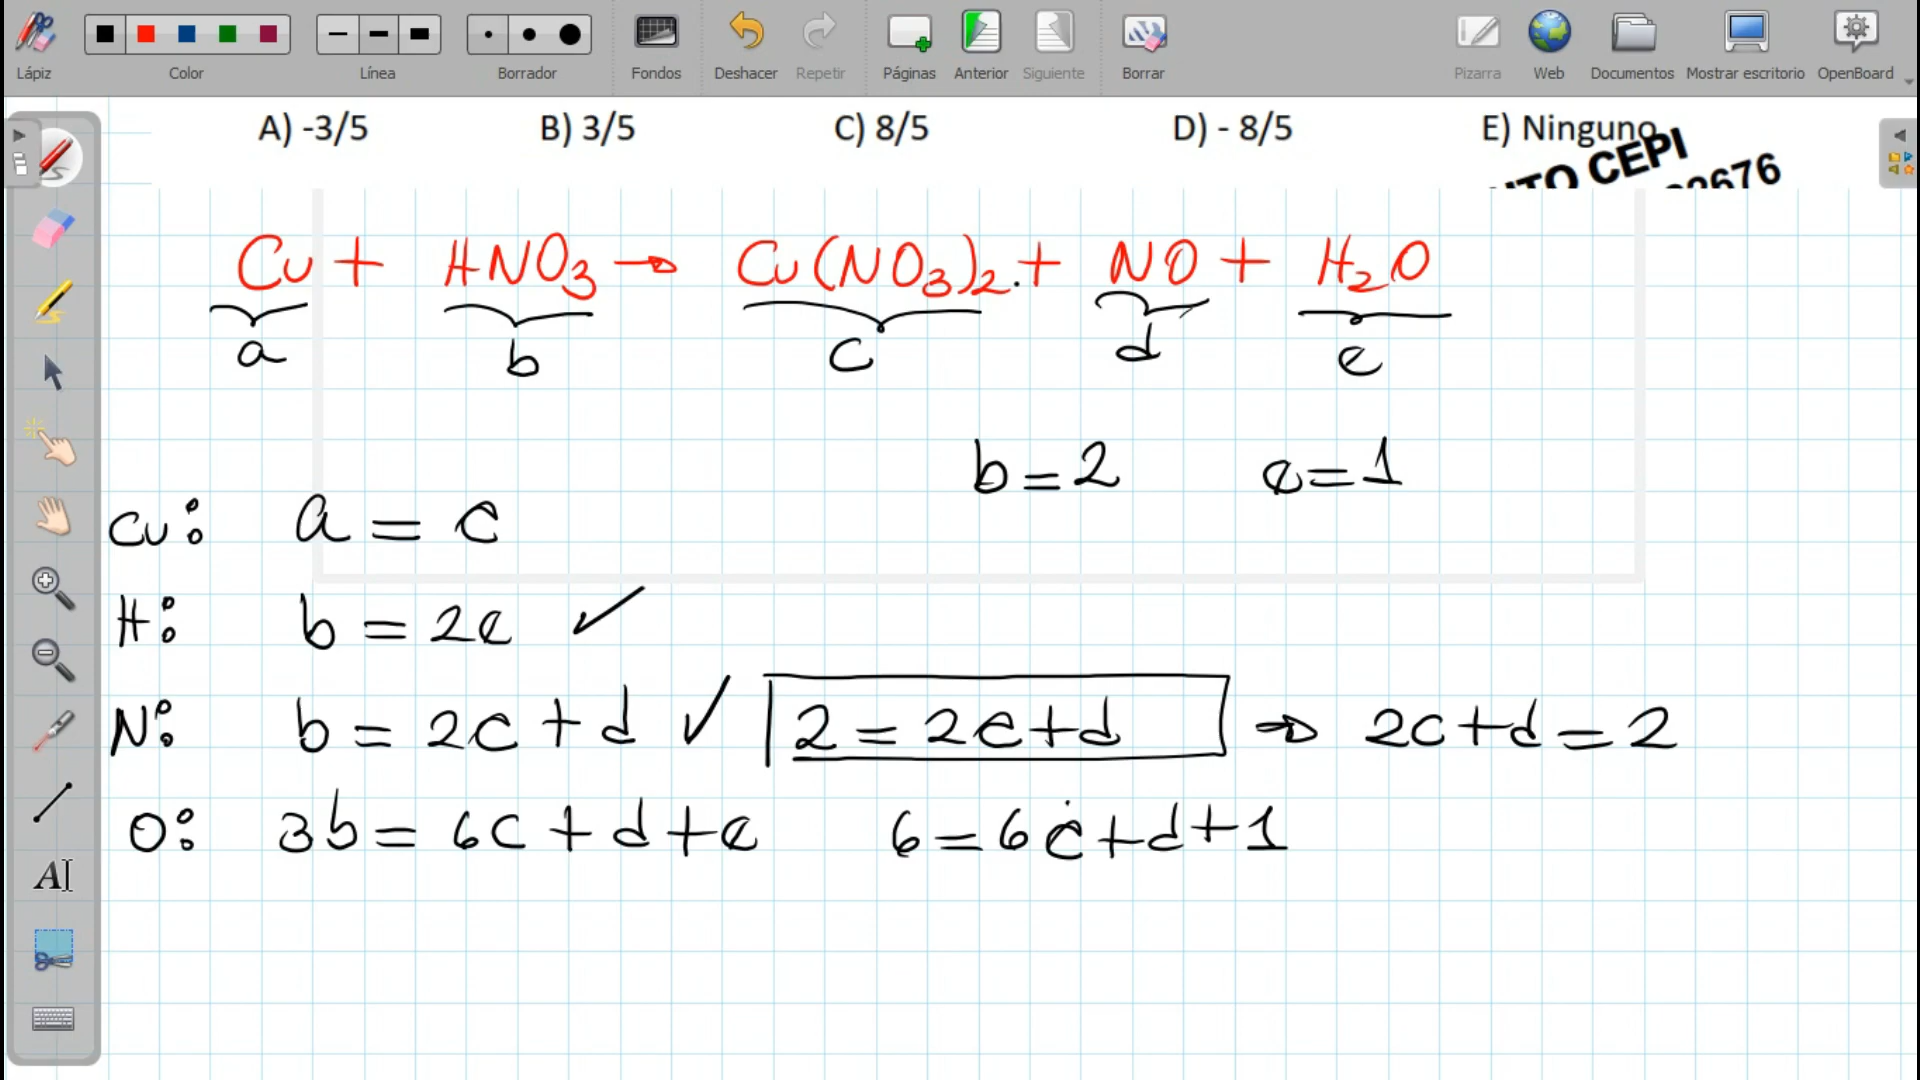 Lápiz Color Línea Borrador Fondos Deshacer Repetir Páginas Anterior Siguiente Borrar Pizarra Web Documentos Mostrar escritorio OpenBoard
A) -3/5 B) 3/5 C) 8/5 D) - 8/5 E) Ninguno
CEPI
Cu + HNO3 → Cu(NO3)2 + NO + H2O
a b c d e
b = 2 e = 1
Cu: a = c
H: b = 2e ✓
N: b = 2c + d ✓ 2 = 2c + d ⇒ 2c + d = 2
O: 3b = 6c + d + e 6 = 6c + d + 1